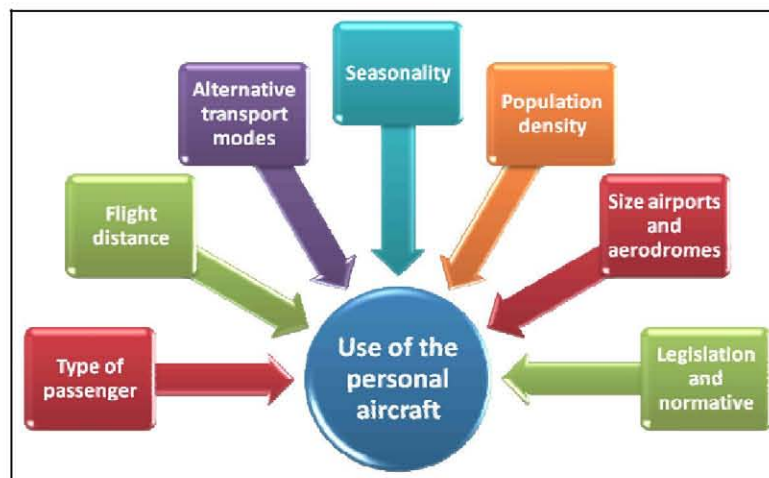 Type of
passenger
Flight
distance
Alternative
transport
modes
Seasonality
Population
density
Size airports
and
aerodromes
Legislation
and
normative
Use of the
personal
aircraft